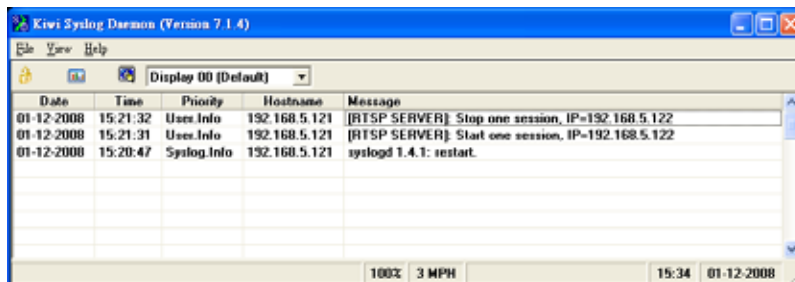 Kiwi Syslog Daemon (Version 7.1.4)
File View Help
Display 00 (Default)
Date Time Priority Hostname Message
01-12-2008 15:21:32 User.Info 192.168.5.121 [RTSP SERVER]: Stop one session, IP=192.168.5.122
01-12-2008 15:21:31 User.Info 192.168.5.121 [RTSP SERVER]: Start one session, IP=192.168.5.122
01-12-2008 15:20:47 Syslog.Info 192.168.5.121 syslogd 1.4.1: restart.
100% 3 MPH 15:34 01-12-2008